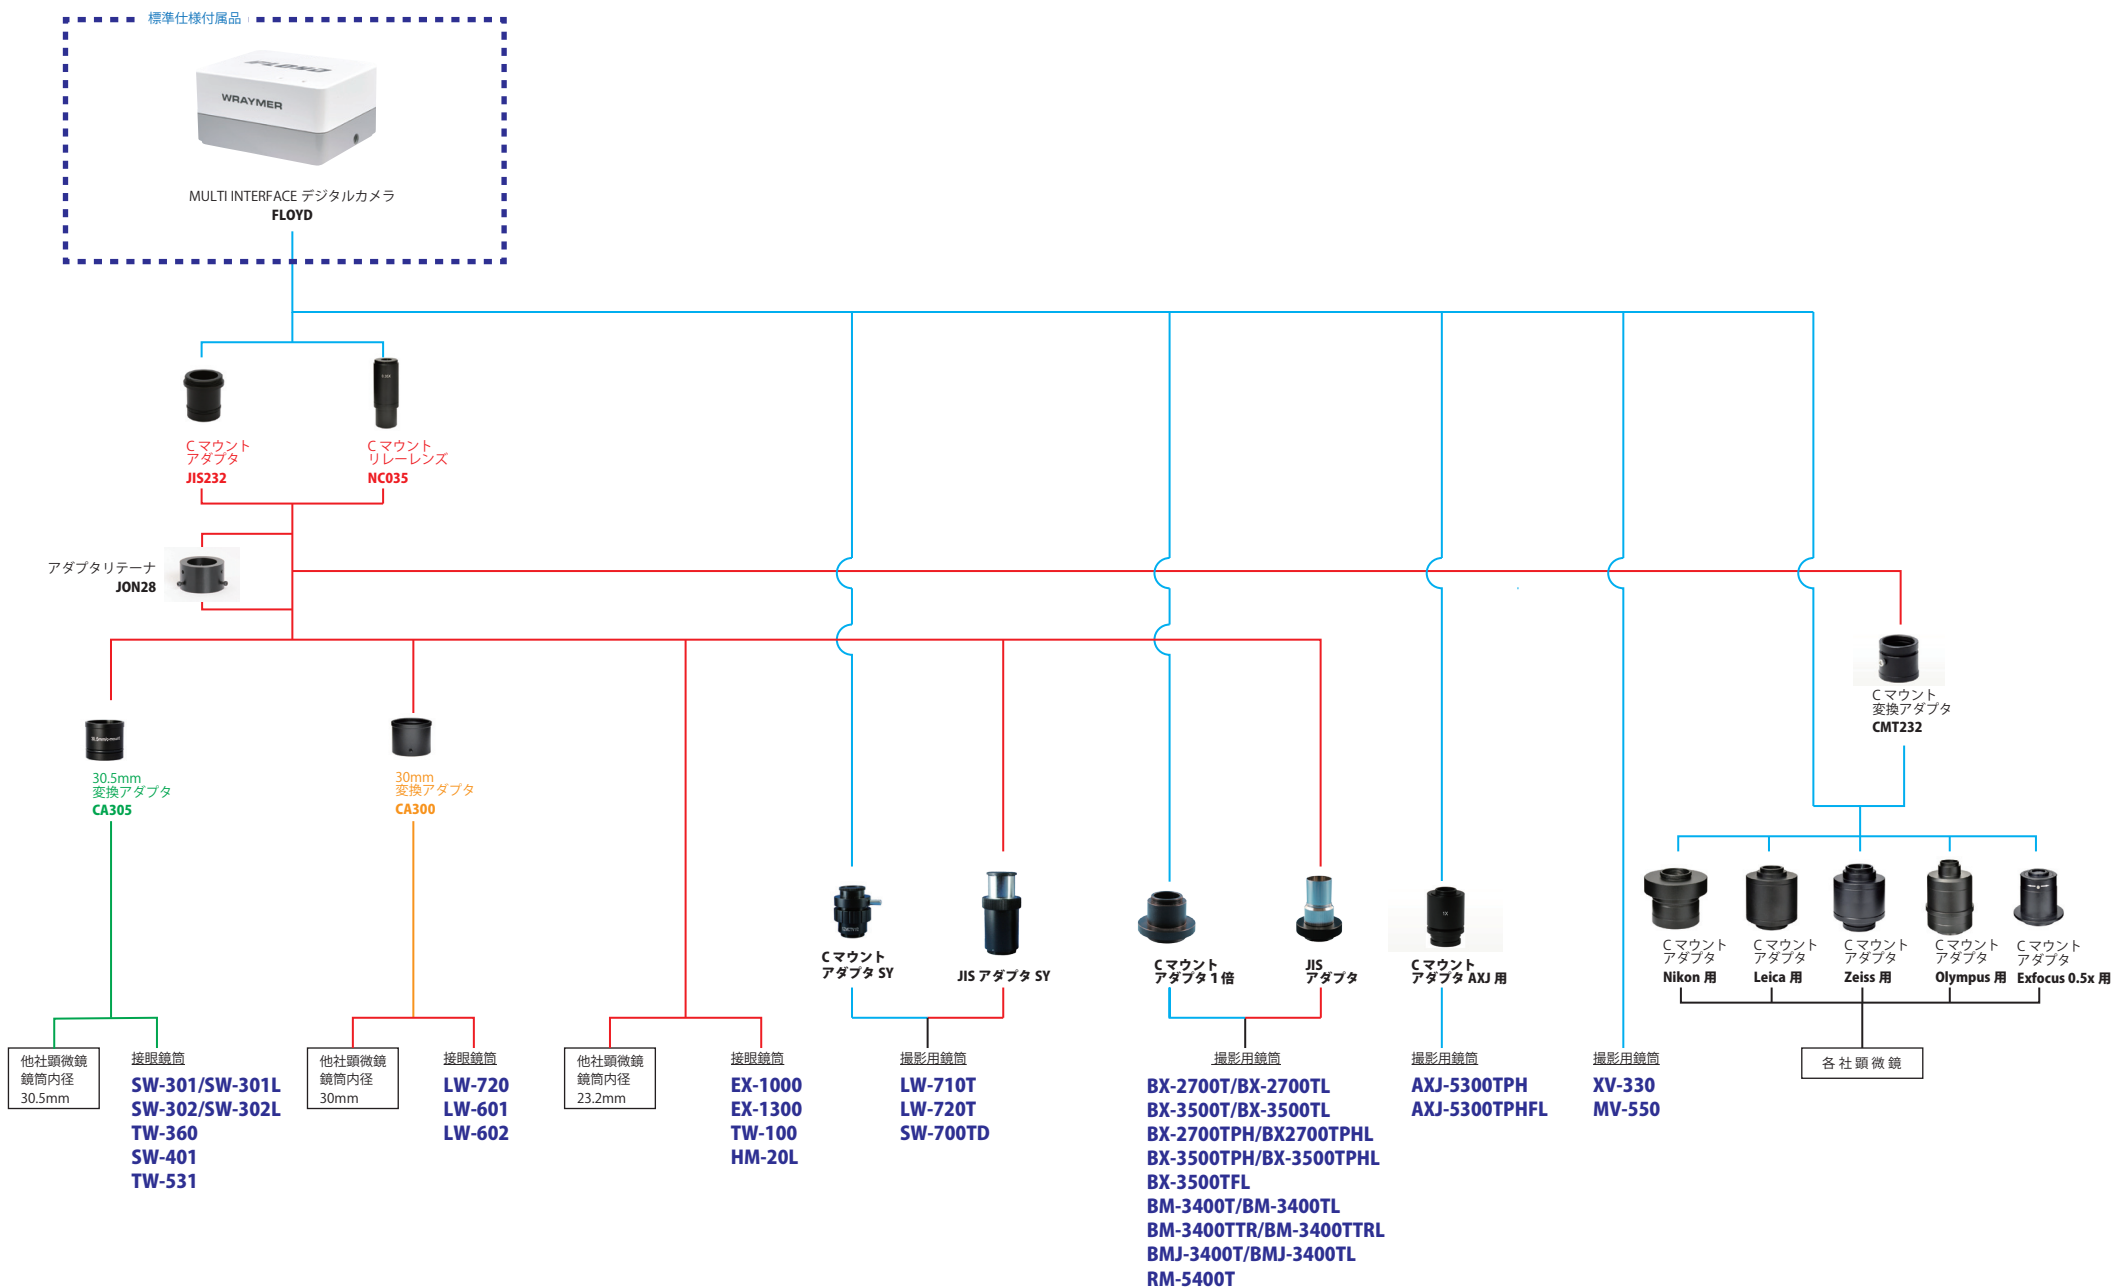 標準仕様付属品
FLOYD
WRAYMER
MULTI INTERFACE デジタルカメラ
FLOYD
C マウント
アダプタ
JIS232
C マウント
リレーレンズ
NC035
アダプタリテーナ
JON28
C マウント
変換アダプタ
CMT232
30.5mm
変換アダプタ
CA305
30mm
変換アダプタ
CA300
C マウント
アダプタ SY
JIS アダプタ SY
C マウント
アダプタ 1 倍
JIS
アダプタ
1X
C マウント
アダプタ AXJ 用
C マウント
アダプタ
Nikon 用
C マウント
アダプタ
Leica 用
C マウント
アダプタ
Zeiss 用
C マウント
アダプタ
Olympus 用
C マウント
アダプタ
Exfocus 0.5x 用
他社顕微鏡
鏡筒内径
30.5mm
接眼鏡筒
SW-301/SW-301L
SW-302/SW-302L
TW-360
SW-401
TW-531
他社顕微鏡
鏡筒内径
30mm
接眼鏡筒
LW-720
LW-601
LW-602
他社顕微鏡
鏡筒内径
23.2mm
接眼鏡筒
EX-1000
EX-1300
TW-100
HM-20L
撮影用鏡筒
LW-710T
LW-720T
SW-700TD
撮影用鏡筒
BX-2700T/BX-2700TL
BX-3500T/BX-3500TL
BX-2700TPH/BX2700TPHL
BX-3500TPH/BX-3500TPHL
BX-3500TFL
BM-3400T/BM-3400TL
BM-3400TTR/BM-3400TTRL
BMJ-3400T/BMJ-3400TL
RM-5400T
撮影用鏡筒
AXJ-5300TPH
AXJ-5300TPHFL
撮影用鏡筒
XV-330
MV-550
各社顕微鏡